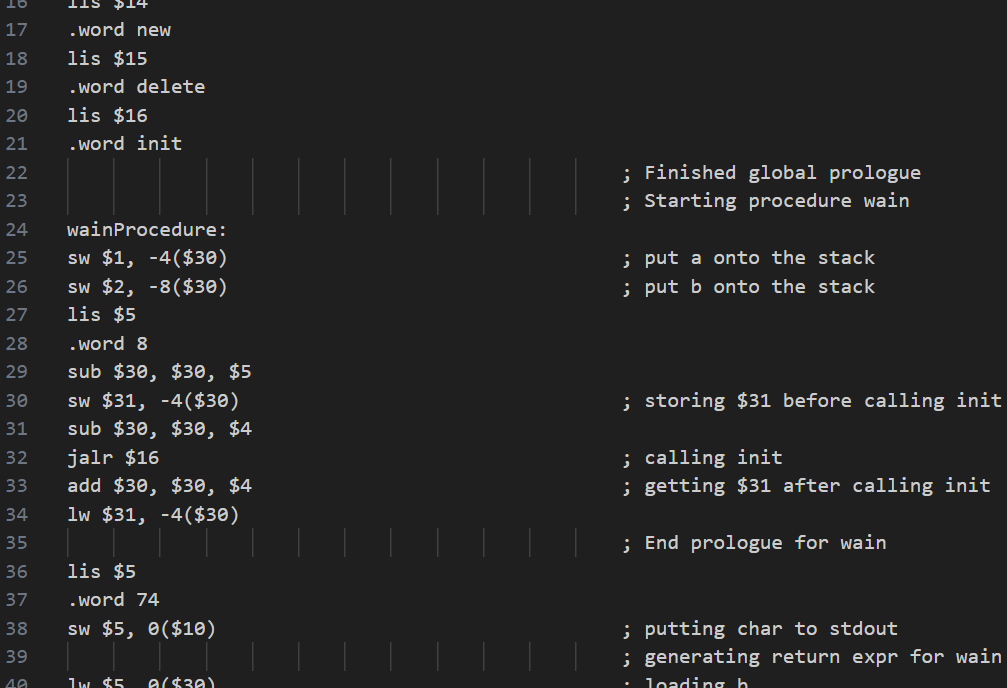 16 lis $14
17 .word new
18 lis $15
19 .word delete
20 lis $16
21 .word init
22 ; Finished global prologue
23 ; Starting procedure wain
24 wainProcedure:
25 sw $1, -4($30) ; put a onto the stack
26 sw $2, -8($30) ; put b onto the stack
27 lis $5
28 .word 8
29 sub $30, $30, $5
30 sw $31, -4($30) ; storing $31 before calling init
31 sub $30, $30, $4
32 jalr $16 ; calling init
33 add $30, $30, $4 ; getting $31 after calling init
34 lw $31, -4($30)
35 ; End prologue for wain
36 lis $5
37 .word 74
38 sw $5, 0($10) ; putting char to stdout
39 ; generating return expr for wain
40 lw $5, 0($30) ; loading b